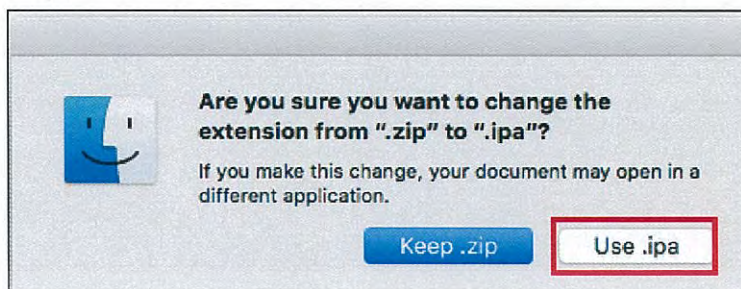 Are you sure you want to change the
extension from ".zip" to ".ipa"?
If you make this change, your document may open in a
different application.
Keep .zip
Use .ipa